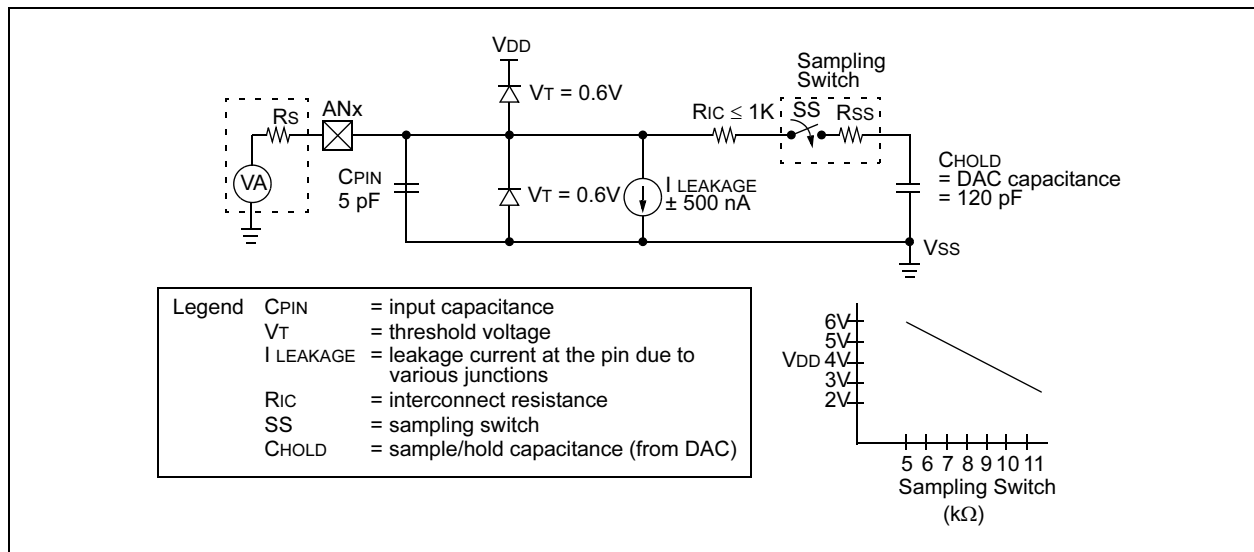 VDD
Sampling
Switch
VT = 0.6V
RIC ≤ 1K
SS
RSS
RS
ANx
VA
CPIN
5 pF
VT = 0.6V
I LEAKAGE
± 500 nA
CHOLD
= DAC capacitance
= 120 pF
VSS
Legend CPIN = input capacitance
VT = threshold voltage
I LEAKAGE = leakage current at the pin due to
various junctions
RIC = interconnect resistance
SS = sampling switch
CHOLD = sample/hold capacitance (from DAC)
6V
5V
VDD 4V
3V
2V
5 6 7 8 9 10 11
Sampling Switch
(kΩ)